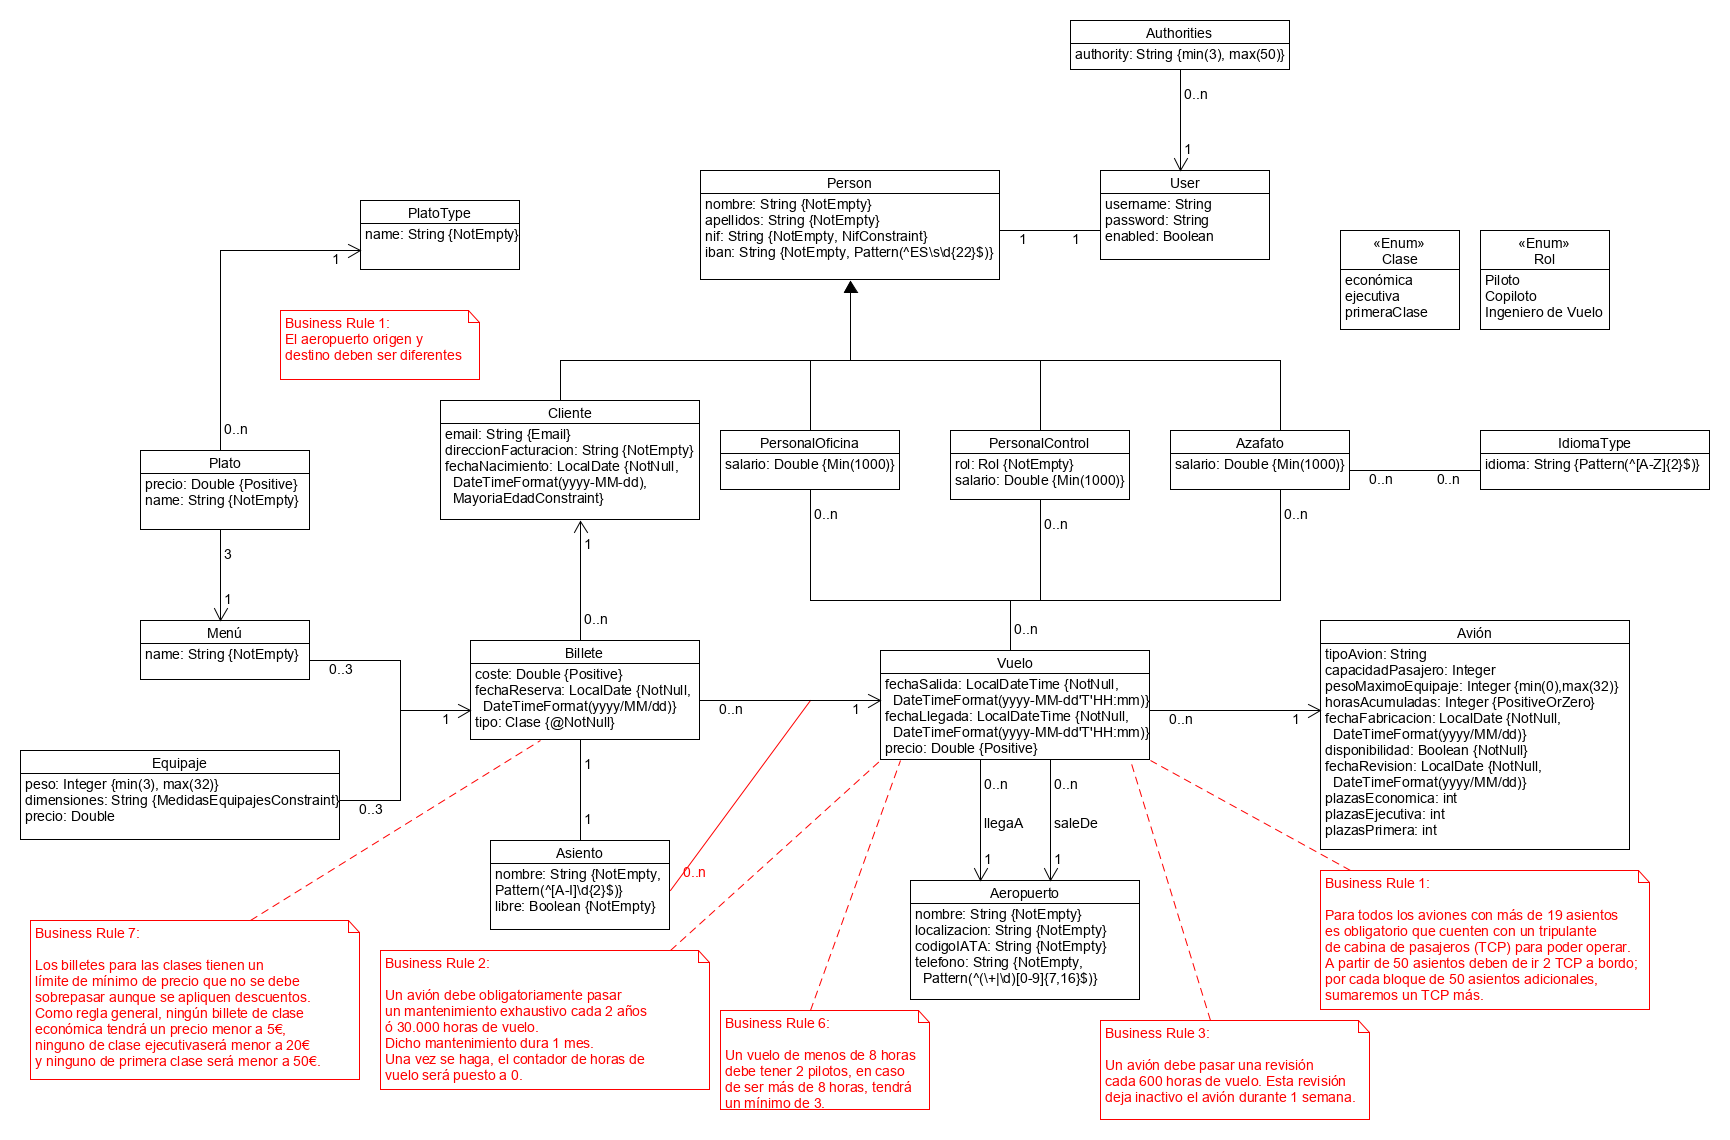 Authorities
authority: String {min(3), max(50)}
0..n
1
Person
nombre: String {NotEmpty}
apellidos: String {NotEmpty}
nif: String {NotEmpty, NifConstraint}
iban: String {NotEmpty, Pattern(^ES\s\d{22}$)}
1
1
User
username: String
password: String
enabled: Boolean
PlatoType
name: String {NotEmpty}
1
0..n
«Enum»
Clase
económica
ejecutiva
primeraClase
«Enum»
Rol
Piloto
Copiloto
Ingeniero de Vuelo
Business Rule 1:
El aeropuerto origen y
destino deben ser diferentes
Cliente
email: String {Email}
direccionFacturacion: String {NotEmpty}
fechaNacimiento: LocalDate {NotNull,
DateTimeFormat(yyyy-MM-dd),
MayoriaEdadConstraint}
PersonalOficina
salario: Double {Min(1000)}
PersonalControl
rol: Rol {NotEmpty}
salario: Double {Min(1000)}
Azafato
salario: Double {Min(1000)}
0..n
0..n
IdiomaType
idioma: String {Pattern(^[A-Z]{2}$)}
Plato
precio: Double {Positive}
name: String {NotEmpty}
3
1
0..n
0..n
0..n
1
0..n
0..n
Menú
name: String {NotEmpty}
0..3
1
Billete
coste: Double {Positive}
fechaReserva: LocalDate {NotNull,
DateTimeFormat(yyyy/MM/dd)}
tipo: Clase {@NotNull}
0..n
1
Vuelo
fechaSalida: LocalDateTime {NotNull,
DateTimeFormat(yyyy-MM-dd'T'HH:mm)}
fechaLlegada: LocalDateTime {NotNull,
DateTimeFormat(yyyy-MM-dd'T'HH:mm)}
precio: Double {Positive}
0..n
1
Avión
tipoAvion: String
capacidadPasajero: Integer
pesoMaximoEquipaje: Integer {min(0),max(32)}
horasAcumuladas: Integer {PositiveOrZero}
fechaFabricacion: LocalDate {NotNull,
DateTimeFormat(yyyy/MM/dd)}
disponibilidad: Boolean {NotNull}
fechaRevision: LocalDate {NotNull,
DateTimeFormat(yyyy/MM/dd)}
plazasEconomica: int
plazasEjecutiva: int
plazasPrimera: int
Equipaje
peso: Integer {min(3), max(32)}
dimensiones: String {MedidasEquipajesConstraint}
precio: Double
0..3
1
1
Asiento
nombre: String {NotEmpty,
Pattern(^[A-I]\d{2}$)}
libre: Boolean {NotEmpty}
0..n
0..n
llegaA
1
0..n
saleDe
1
Aeropuerto
nombre: String {NotEmpty}
localizacion: String {NotEmpty}
codigoIATA: String {NotEmpty}
telefono: String {NotEmpty,
Pattern(^(\+|\d)[0-9]{7,16}$)}
Business Rule 1:
Para todos los aviones con más de 19 asientos
es obligatorio que cuenten con un tripulante
de cabina de pasajeros (TCP) para poder operar.
A partir de 50 asientos deben de ir 2 TCP a bordo;
por cada bloque de 50 asientos adicionales,
sumaremos un TCP más.
Business Rule 7:
Los billetes para las clases tienen un
límite de mínimo de precio que no se debe
sobrepasar aunque se apliquen descuentos.
Como regla general, ningún billete de clase
económica tendrá un precio menor a 5€,
ninguno de clase ejecutivaserá menor a 20€
y ninguno de primera clase será menor a 50€.
Business Rule 2:
Un avión debe obligatoriamente pasar
un mantenimiento exhaustivo cada 2 años
ó 30.000 horas de vuelo.
Dicho mantenimiento dura 1 mes.
Una vez se haga, el contador de horas de
vuelo será puesto a 0.
Business Rule 6:
Un vuelo de menos de 8 horas
debe tener 2 pilotos, en caso
de ser más de 8 horas, tendrá
un mínimo de 3.
Business Rule 3:
Un avión debe pasar una revisión
cada 600 horas de vuelo. Esta revisión
deja inactivo el avión durante 1 semana.